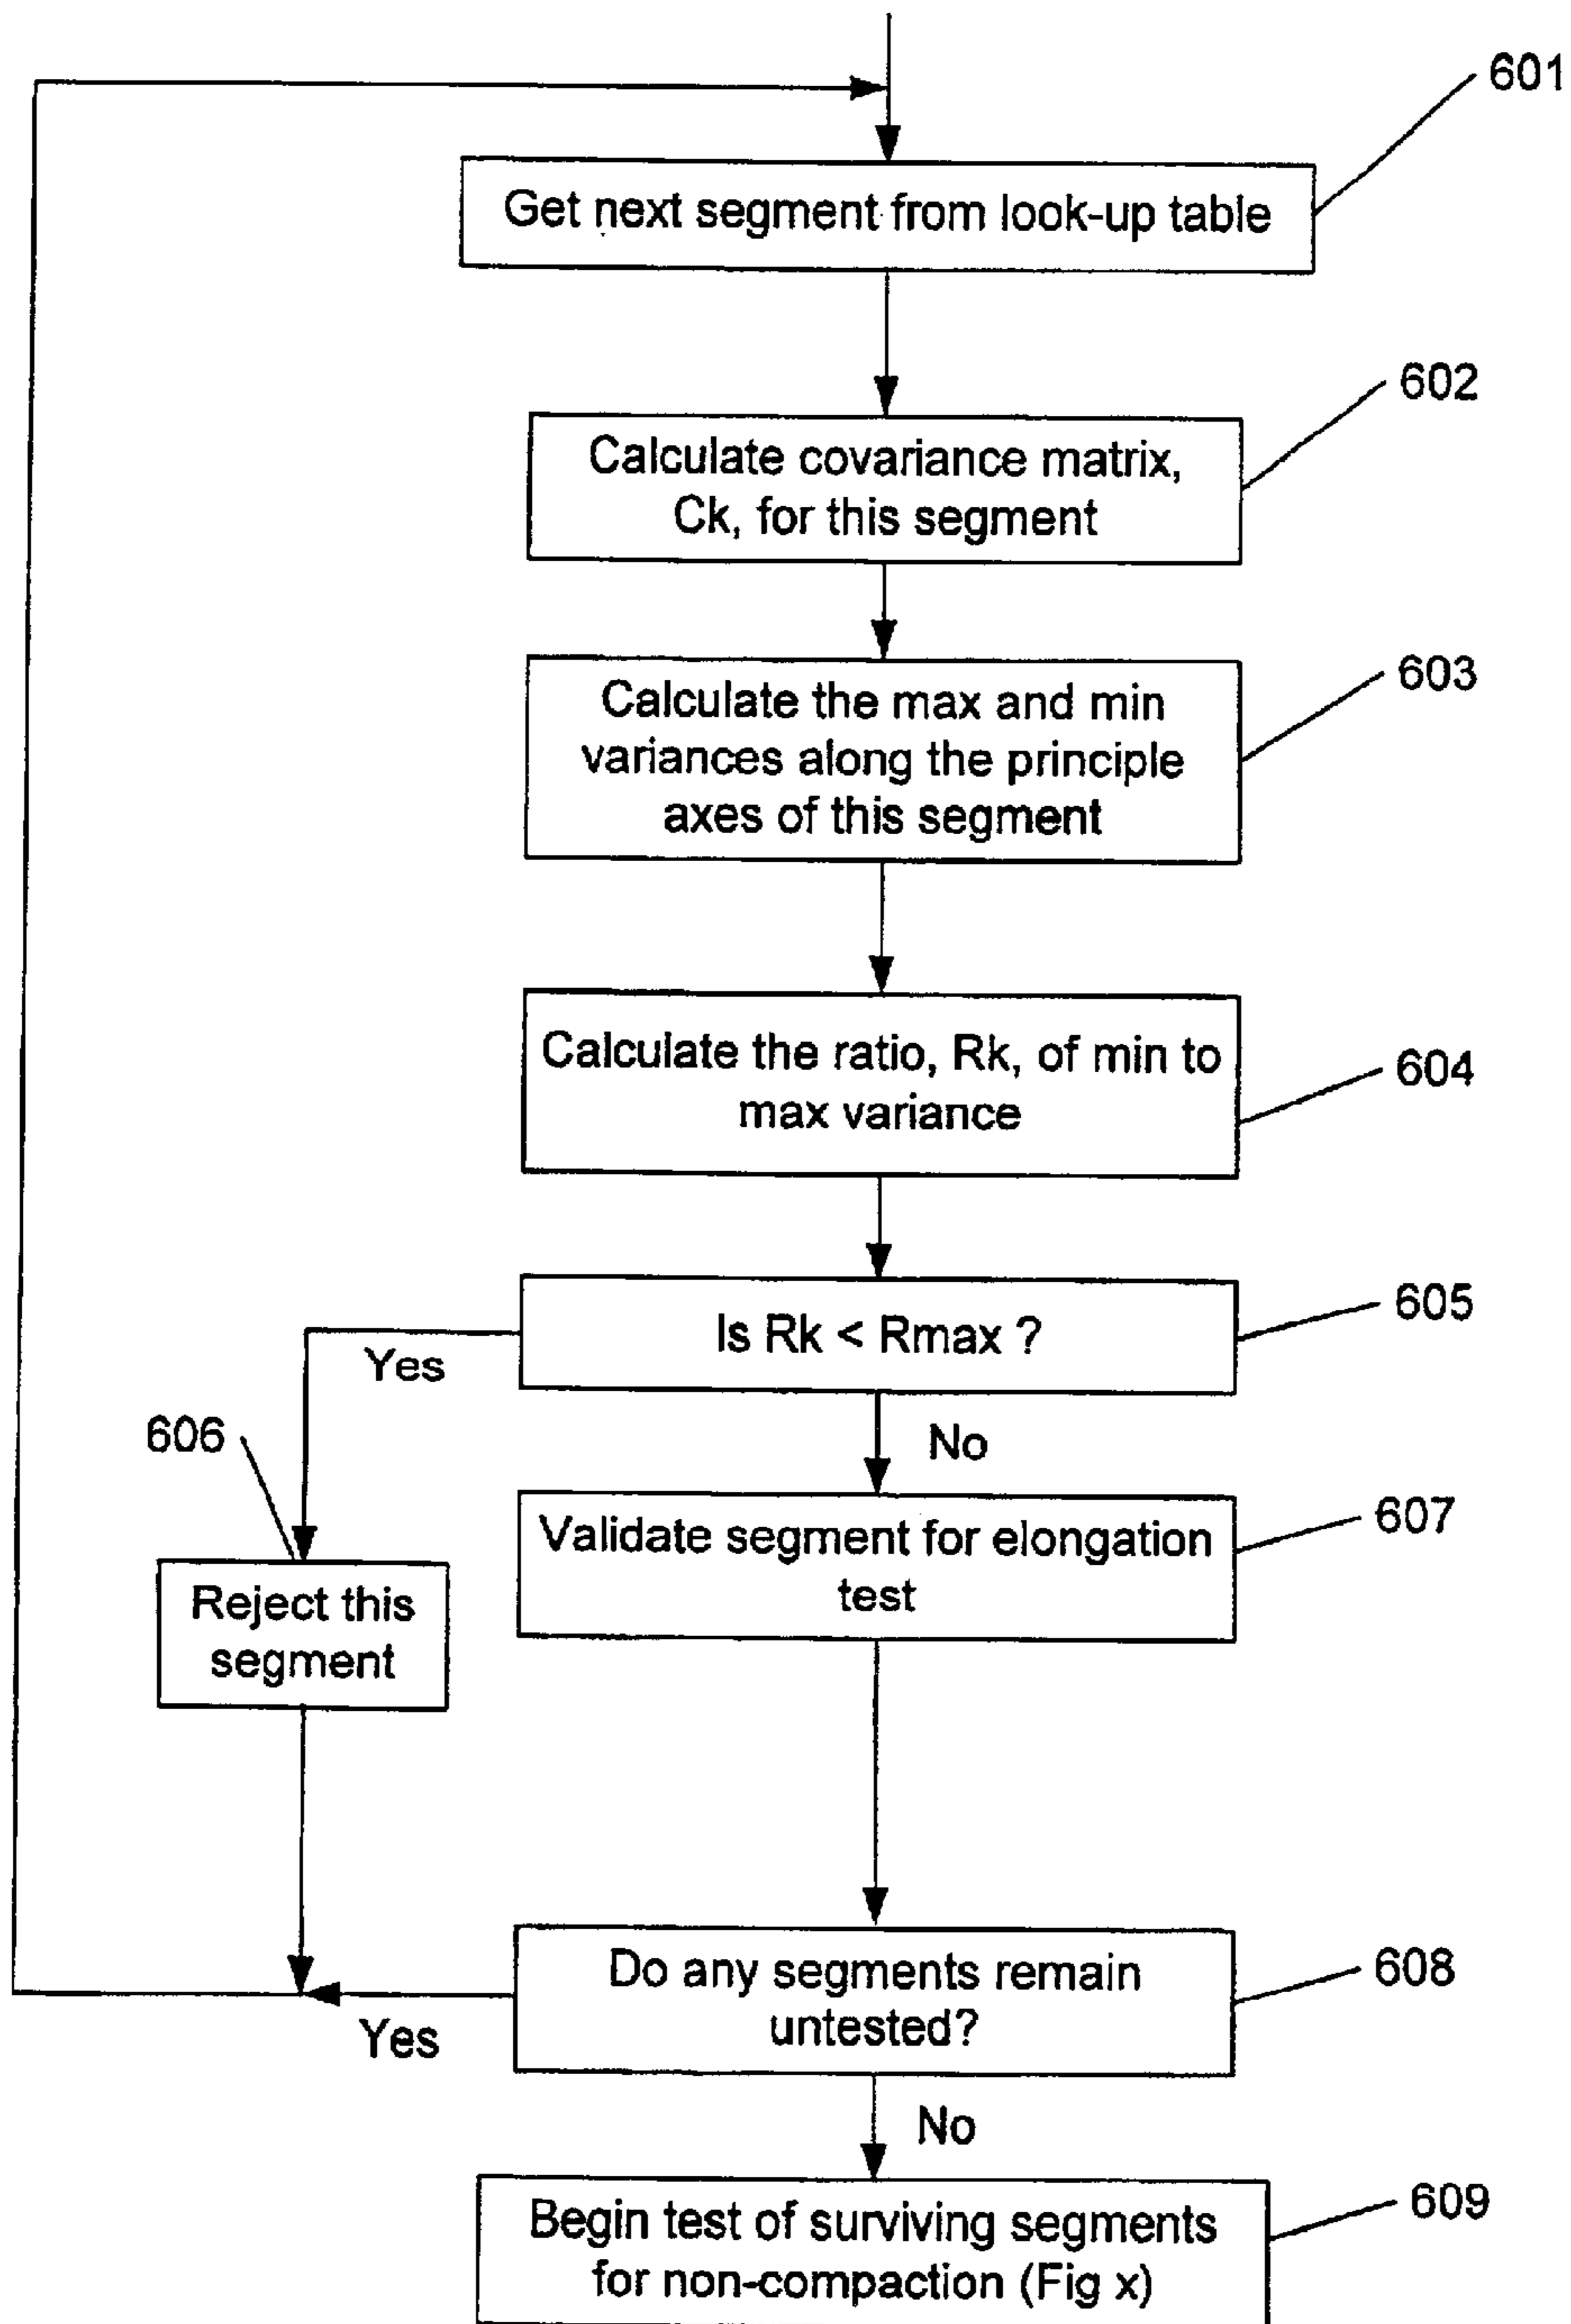 601
Get next segment from look-up table
602
Calculate covariance matrix,
Ck, for this segment
603
Calculate the max and min
variances along the principle
axes of this segment
604
Calculate the ratio, Rk, of min to
max variance
605
Is Rk < Rmax ?
Yes
No
606
607
Validate segment for elongation
test
Reject this
segment
608
Do any segments remain
untested?
Yes
No
609
Begin test of surviving segments
for non-compaction (Fig x)